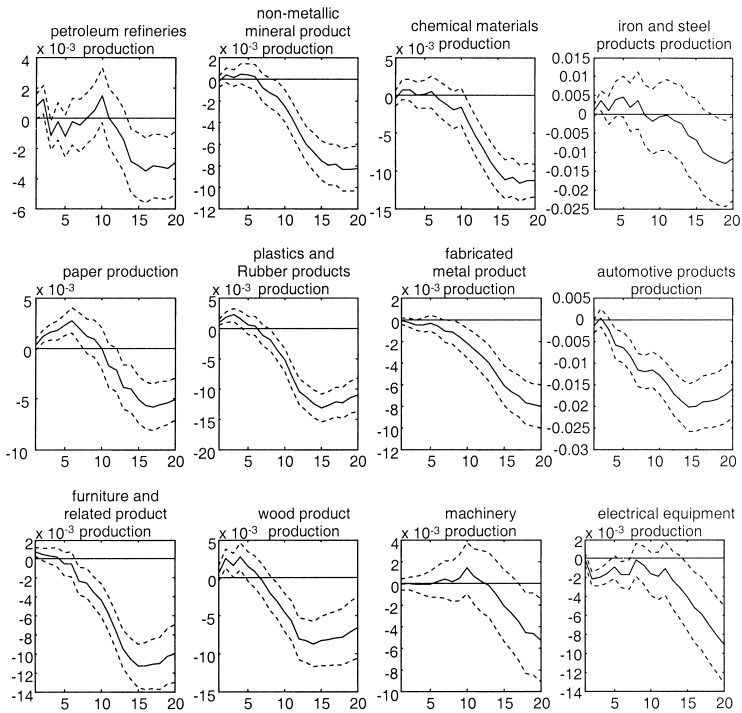 petroleum refineries
production
x 10-3
4
2
0
-2
-4
-6
5 10 15 20
non-metallic
mineral product
production
x 10-3
2
0
-2
-4
-6
-8
-10
-12
5 10 15 20
chemical materials
production
x 10-3
5
0
-5
-10
-15
5 10 15 20
iron and steel
products production
0.015
0.01
0.005
0
-0.005
-0.01
-0.015
-0.02
-0.025
5 10 15 20
paper production
x 10-3
5
0
-5
-10
5 10 15 20
plastics and
Rubber products
production
x 10-3
5
0
-5
-10
-15
-20
5 10 15 20
fabricated
metal product
production
x 10-3
2
0
-2
-4
-6
-8
-10
-12
5 10 15 20
automotive products
production
0.005
0
-0.005
-0.01
-0.015
-0.02
-0.025
-0.03
5 10 15 20
furniture and
related product
production
x 10-3
2
0
-2
-4
-6
-8
-10
-12
-14
5 10 15 20
wood product
production
x 10-3
5
0
-5
-10
-15
5 10 15 20
machinery
production
x 10-3
4
2
0
-2
-4
-6
-8
-10
5 10 15 20
electrical equipment
production
x 10-3
2
0
-2
-4
-6
-8
-10
-12
-14
5 10 15 20